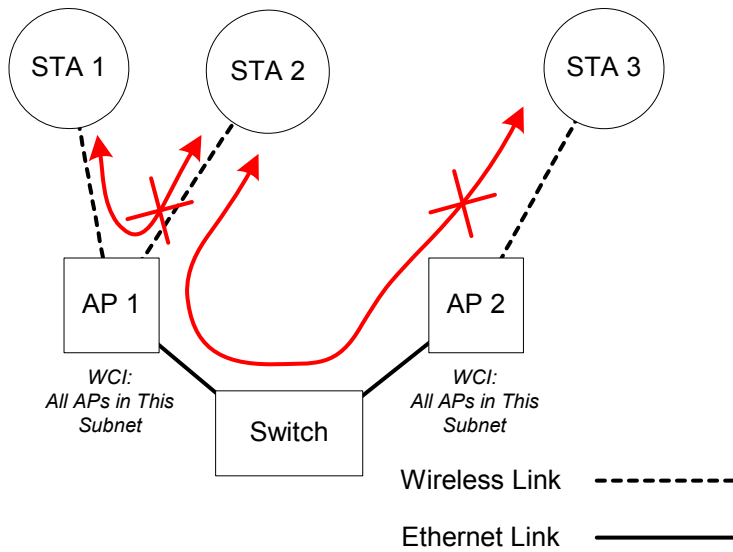 STA 1
STA 2
STA 3
AP 1
AP 2
WCI:
All APs in This
Subnet
WCI:
All APs in This
Subnet
Switch
Wireless Link
Ethernet Link